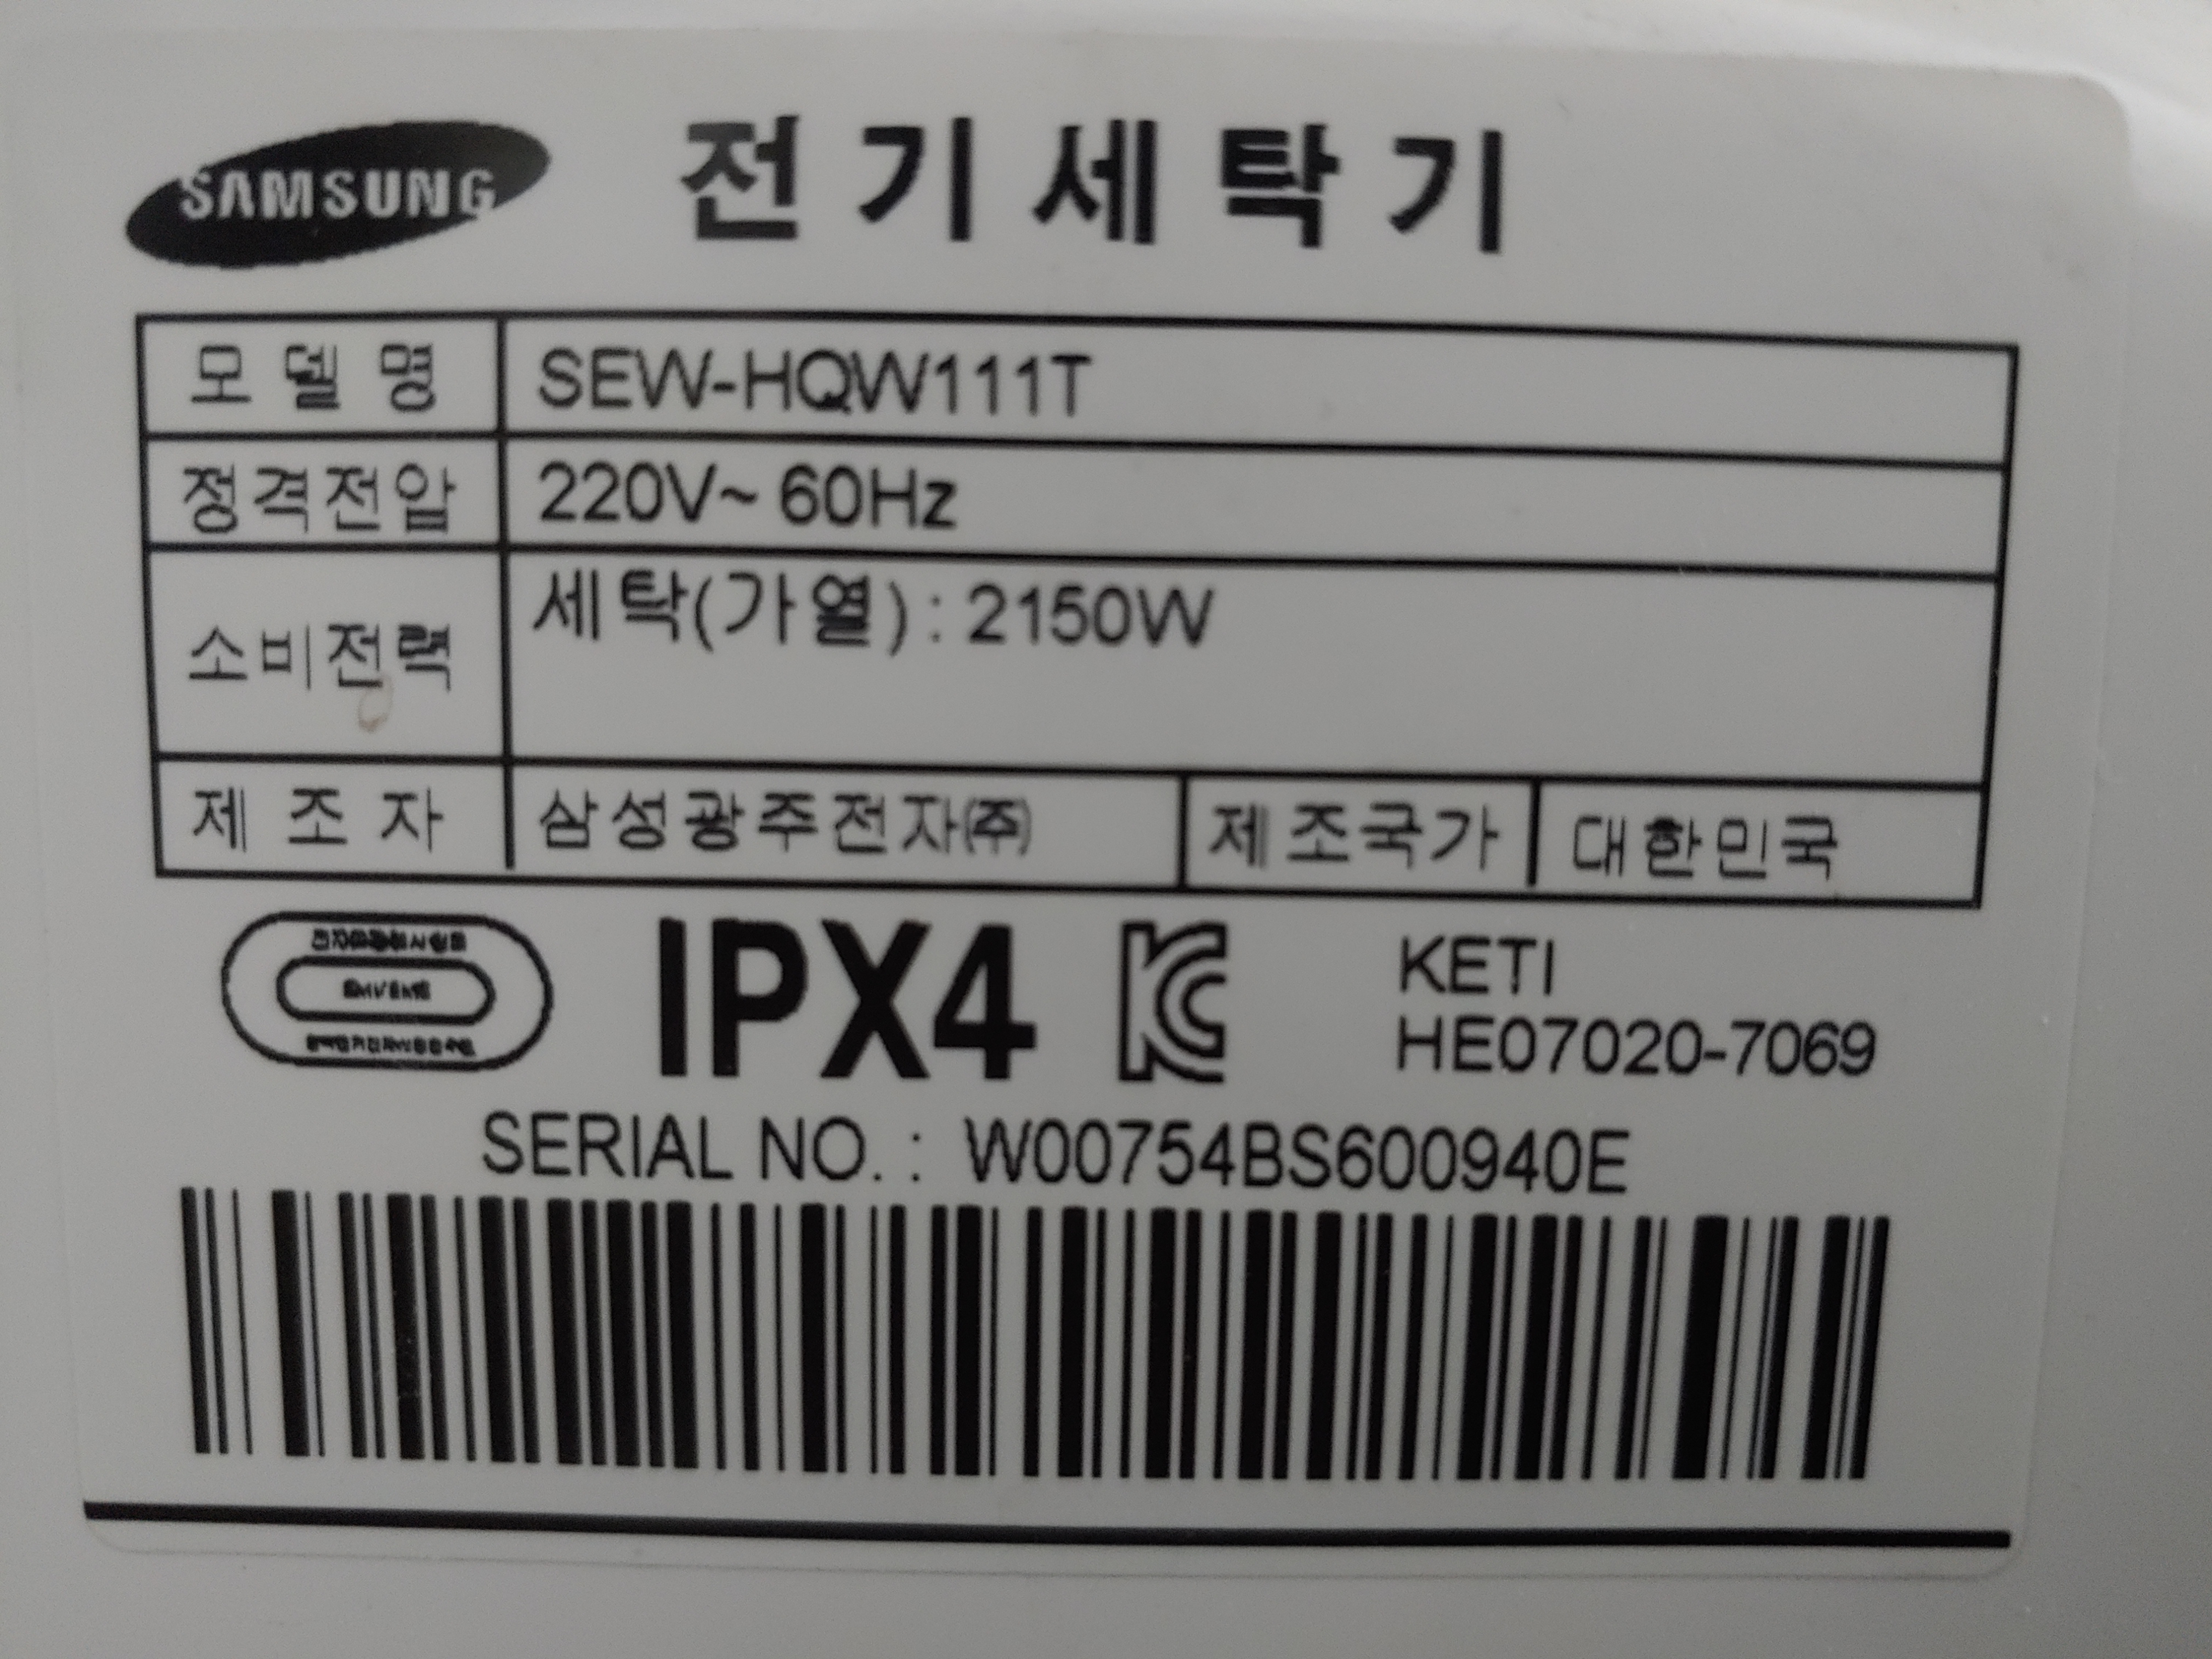 SAMSUNG 전기세탁기
모델명 SEW-HQW111T
정격전압 220V~ 60Hz
소비전력 세탁(가열) : 2150W
제조자 삼성광주전자㈜ 제조국가 대한민국
IPX4 KC KETI
HE07020-7069
SERIAL NO. : W00754BS600940E